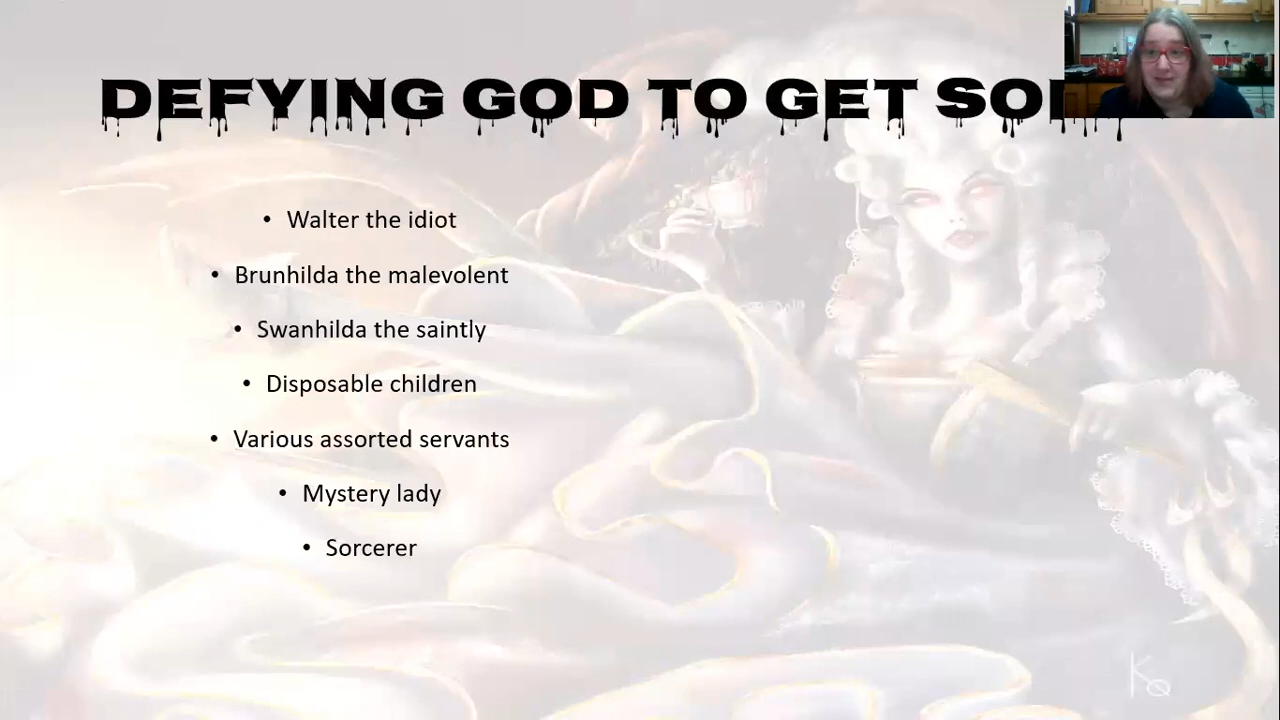 DEFYING GOD TO GET
• Walter the idiot
• Brunhilda the malevolent
• Swanhilda the saintly
• Disposable children
• Various assorted servants
• Mystery lady
• Sorcerer